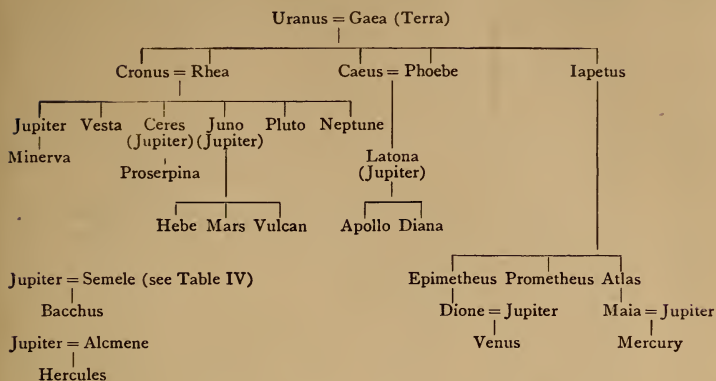 Uranus = Gaea (Terra)
Cronus = Rhea Caeus = Phoebe Iapetus
Jupiter Vesta Ceres Juno Pluto Neptune
(Jupiter) (Jupiter)
Minerva
Latona
Proserpina (Jupiter)
Hebe Mars Vulcan Apollo Diana
Jupiter = Semele (see Table IV) Epimetheus Prometheus Atlas
Bacchus Dione = Jupiter Maia = Jupiter
Venus Mercury
Jupiter = Alcmene
Hercules